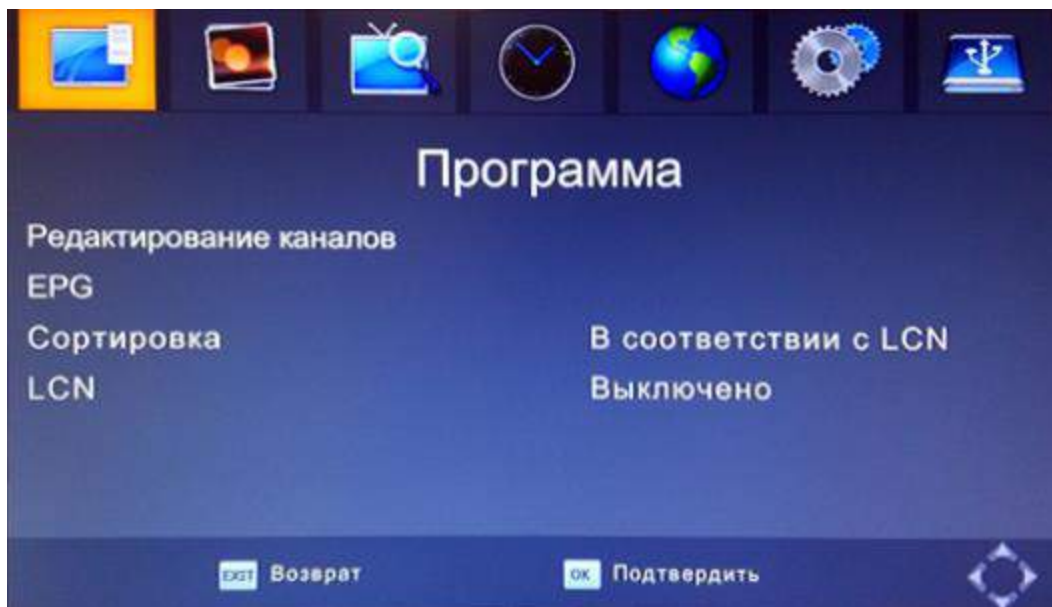 Программа
Редактирование каналов
EPG
Сортировка В соответствии с LCN
LCN Выключено
EXIT Возврат OK Подтвердить